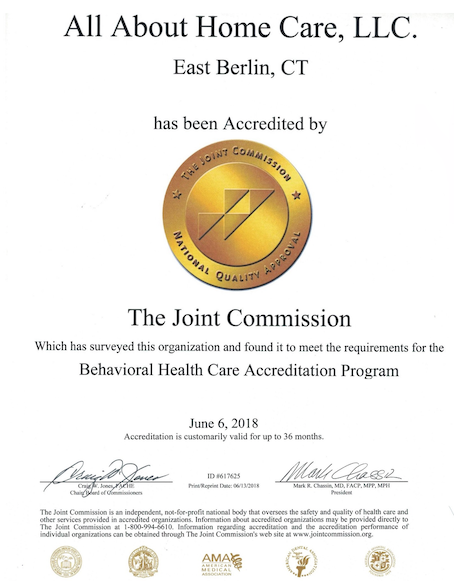 All About Home Care, LLC.
East Berlin, CT
has been Accredited by
THE JOINT COMMISSION
NATIONAL QUALITY APPROVAL
The Joint Commission
Which has surveyed this organization and found it to meet the requirements for the
Behavioral Health Care Accreditation Program
June 6, 2018
Accreditation is customarily valid for up to 36 months.
Craig W. Jones
Craig W. Jones, FACHE
Chair, Board of Commissioners
ID #617625
Print/Reprint Date: 06/13/2018
Mark Chassin
Mark R. Chassin, MD, FACP, MPP, MPH
President
The Joint Commission is an independent, not-for-profit national body that oversees the safety and quality of health care and
other services provided in accredited organizations. Information about accredited organizations may be provided directly to
The Joint Commission at 1-800-994-6610. Information regarding accreditation and the accreditation performance of
individual organizations can be obtained through The Joint Commission's web site at www.jointcommission.org.
AMA
AMERICAN
MEDICAL
ASSOCIATION